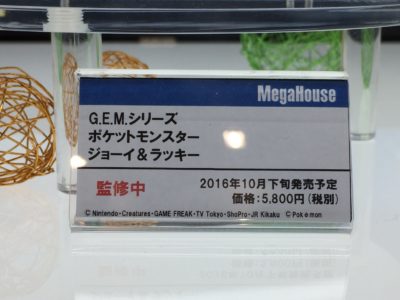 MegaHouse
G.E.M.シリーズ
ポケットモンスター
ジョーイ＆ラッキー
監修中
2016年10月下旬発売予定
価格:5,800円(税別)
© Nintendo・Creatures・GAME FREAK・TV Tokyo・ShoPro・JR Kikaku © Pokémon